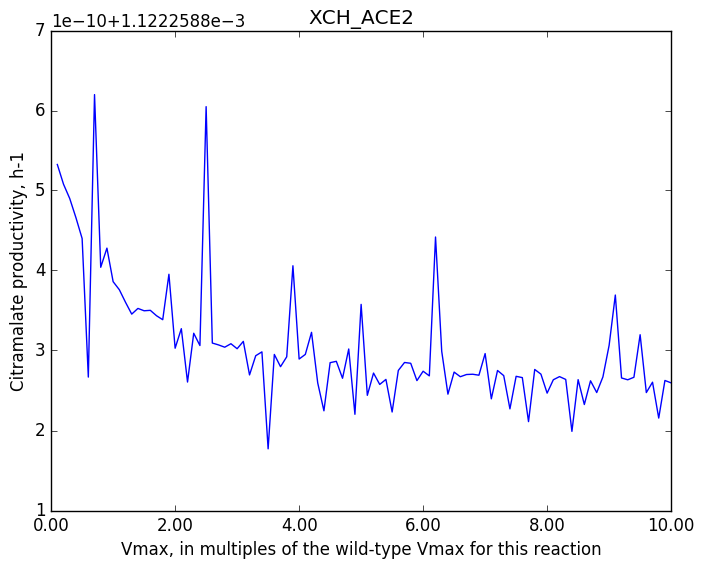 XCH_ACE2
1e−10+1.1222588e−3
7
6
5
4
3
2
1
Citramalate productivity, h-1
0.00 2.00 4.00 6.00 8.00 10.00
Vmax, in multiples of the wild-type Vmax for this reaction